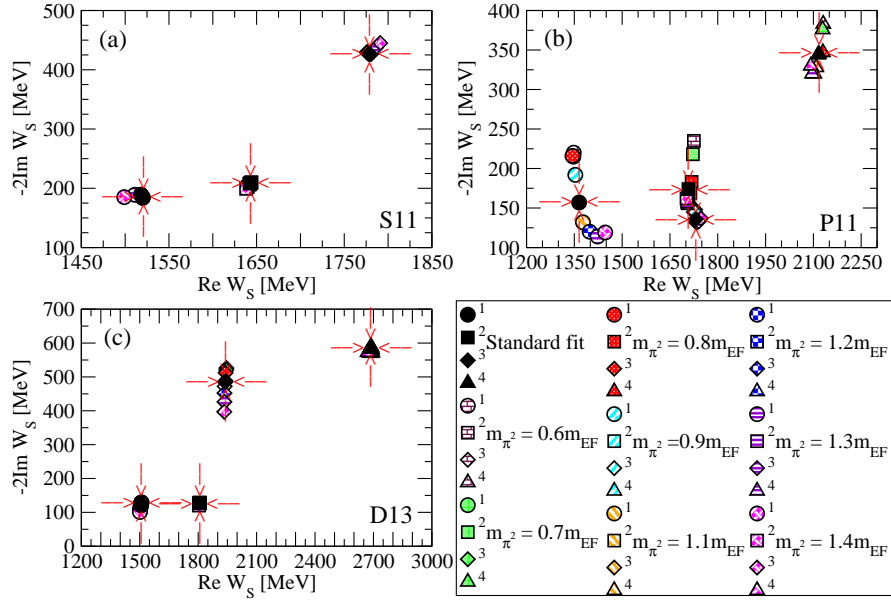 (a)
500
400
300
200
100
-2Im W_S [MeV]
S11
1450 1550 1650 1750 1850
Re W_S [MeV]
(b)
400
350
300
250
200
150
100
-2Im W_S [MeV]
P11
1200 1350 1500 1650 1800 1950 2100 2250
Re W_S [MeV]
(c)
700
600
500
400
300
200
100
0
-2Im W_S [MeV]
D13
1200 1500 1800 2100 2400 2700 3000
Re W_S [MeV]
1
2
Standard fit
3
4
1
2
m_π² = 0.6m_EF
3
4
1
2
m_π² = 0.7m_EF
3
4
1
2
m_π² = 0.8m_EF
3
4
1
2
m_π² = 0.9m_EF
3
4
1
2
m_π² = 1.1m_EF
3
4
1
2
m_π² = 1.2m_EF
3
4
1
2
m_π² = 1.3m_EF
3
4
1
2
m_π² = 1.4m_EF
3
4